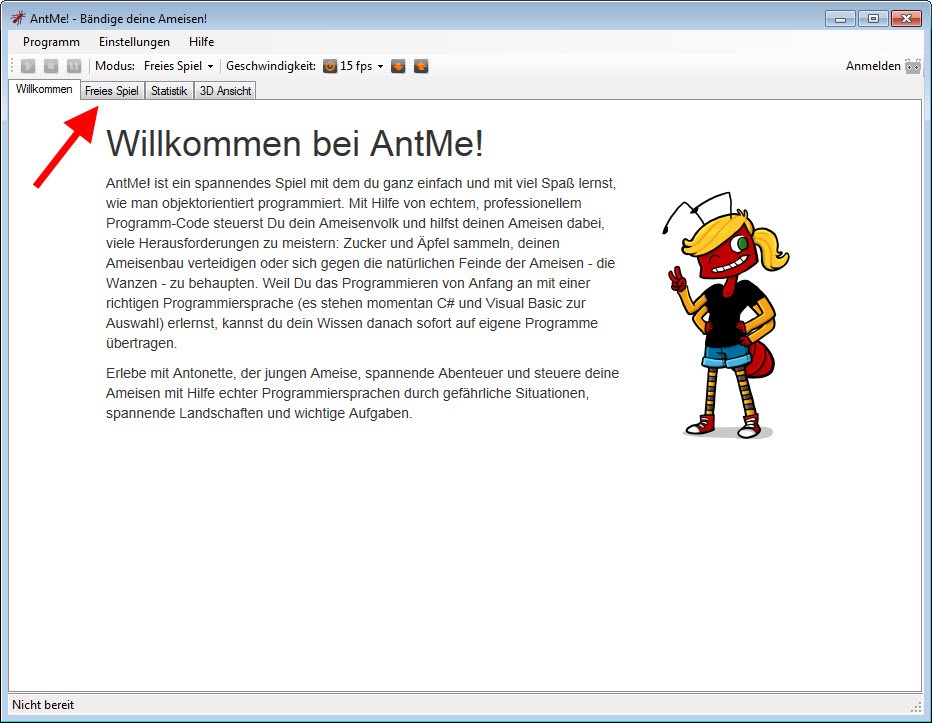 AntMe! - Bändige deine Ameisen!
Programm Einstellungen Hilfe
Modus: Freies Spiel Geschwindigkeit: 15 fps Anmelden
Willkommen Freies Spiel Statistik 3D Ansicht
Willkommen bei AntMe!
AntMe! ist ein spannendes Spiel mit dem du ganz einfach und mit viel Spaß lernst,
wie man objektorientiert programmiert. Mit Hilfe von echtem, professionellem
Programm-Code steuerst Du dein Ameisenvolk und hilfst deinen Ameisen dabei,
viele Herausforderungen zu meistern: Zucker und Äpfel sammeln, deinen
Ameisenbau verteidigen oder sich gegen die natürlichen Feinde der Ameisen - die
Wanzen - zu behaupten. Weil Du das Programmieren von Anfang an mit einer
richtigen Programmiersprache (es stehen momentan C# und Visual Basic zur
Auswahl) erlernst, kannst du dein Wissen danach sofort auf eigene Programme
übertragen.
Erlebe mit Antonette, der jungen Ameise, spannende Abenteuer und steuere deine
Ameisen mit Hilfe echter Programmiersprachen durch gefährliche Situationen,
spannende Landschaften und wichtige Aufgaben.
Nicht bereit